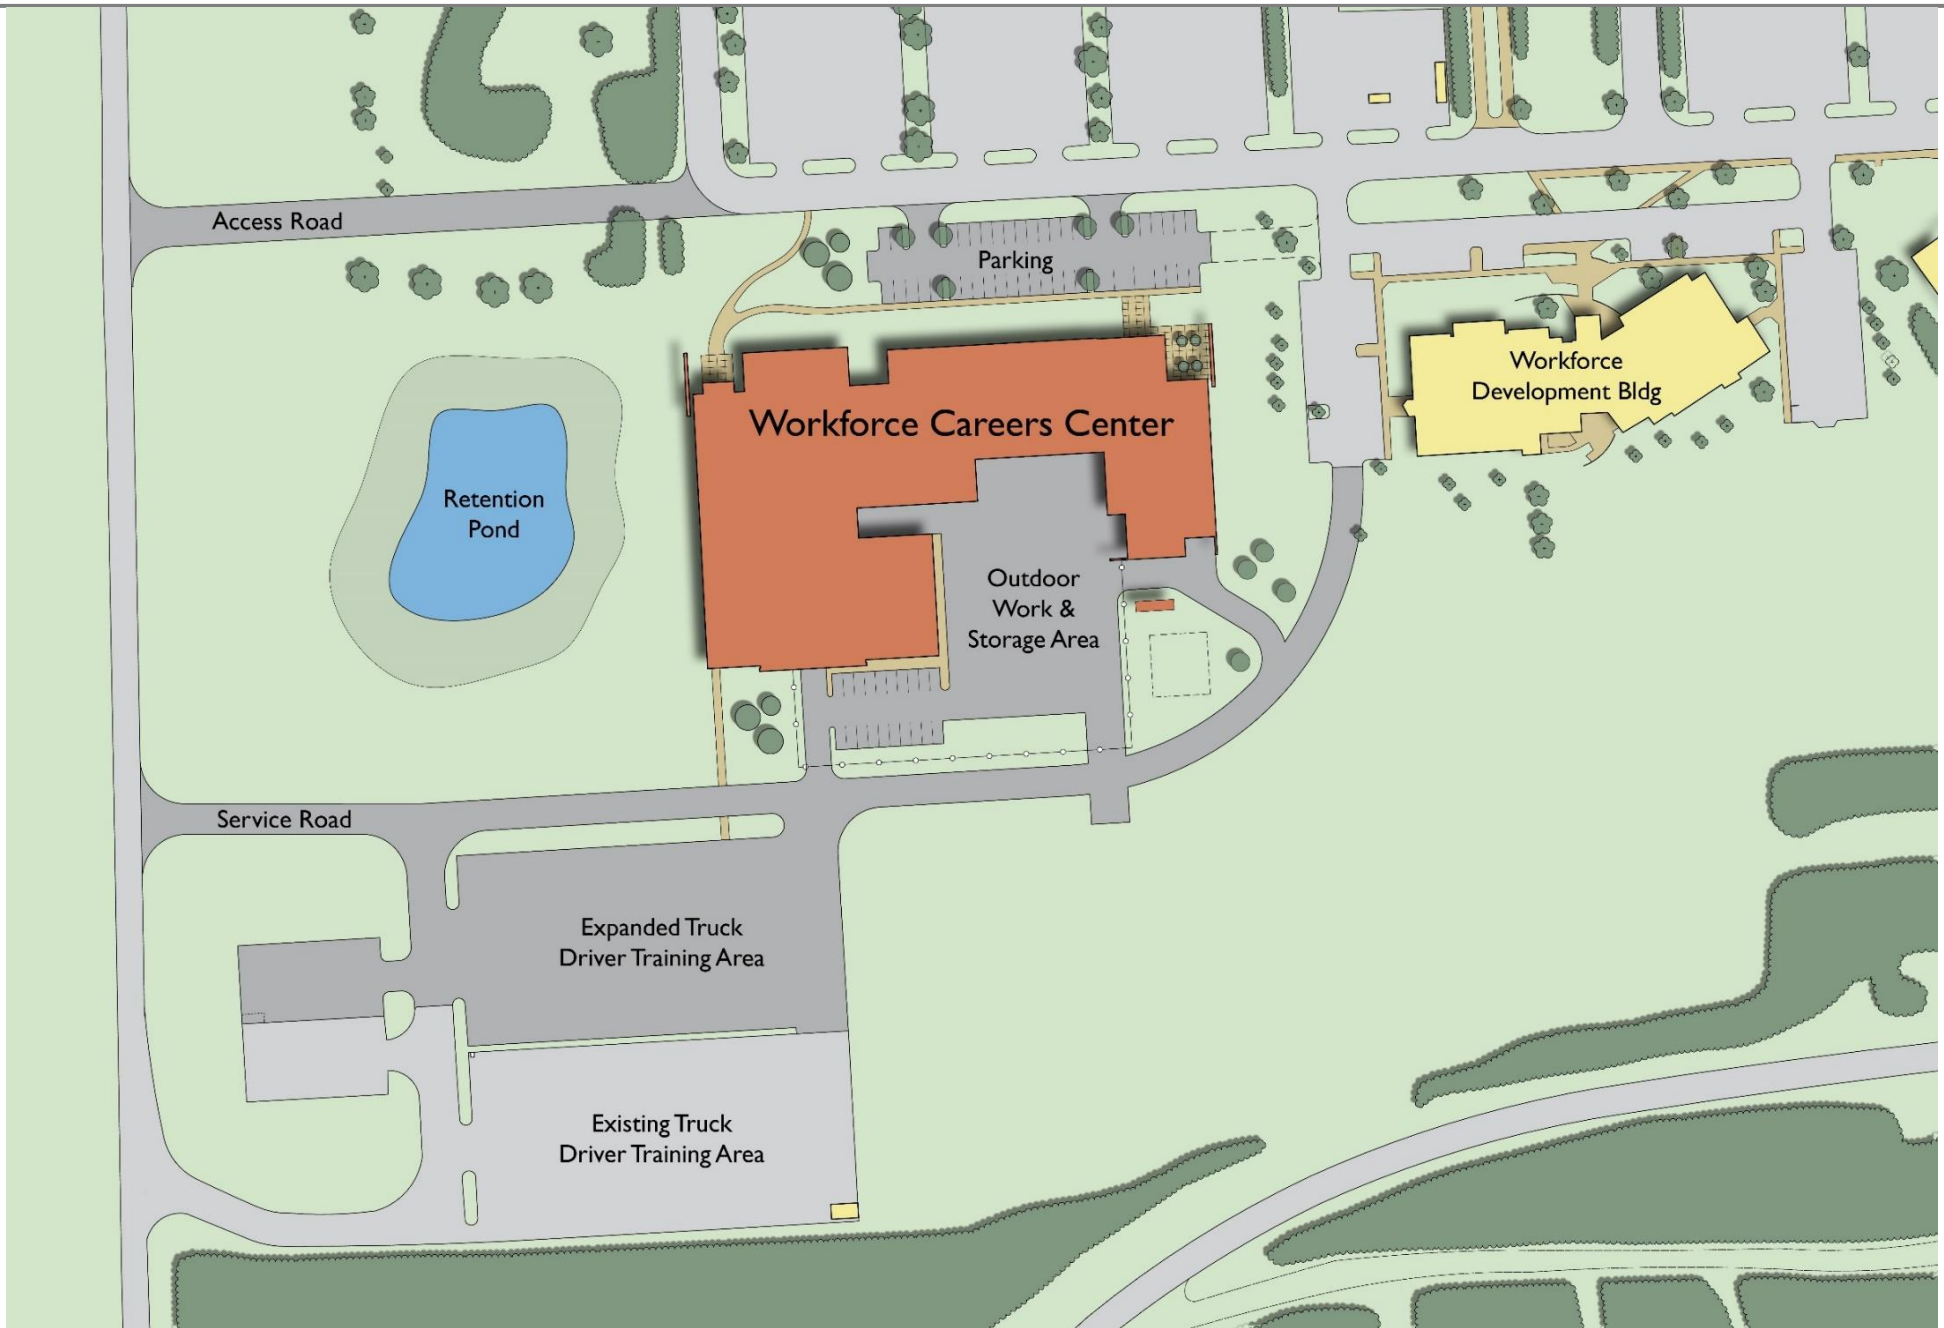 Access Road
Parking
Workforce
Development Bldg
Workforce Careers Center
Retention
Pond
Outdoor
Work &
Storage Area
Service Road
Expanded Truck
Driver Training Area
Existing Truck
Driver Training Area